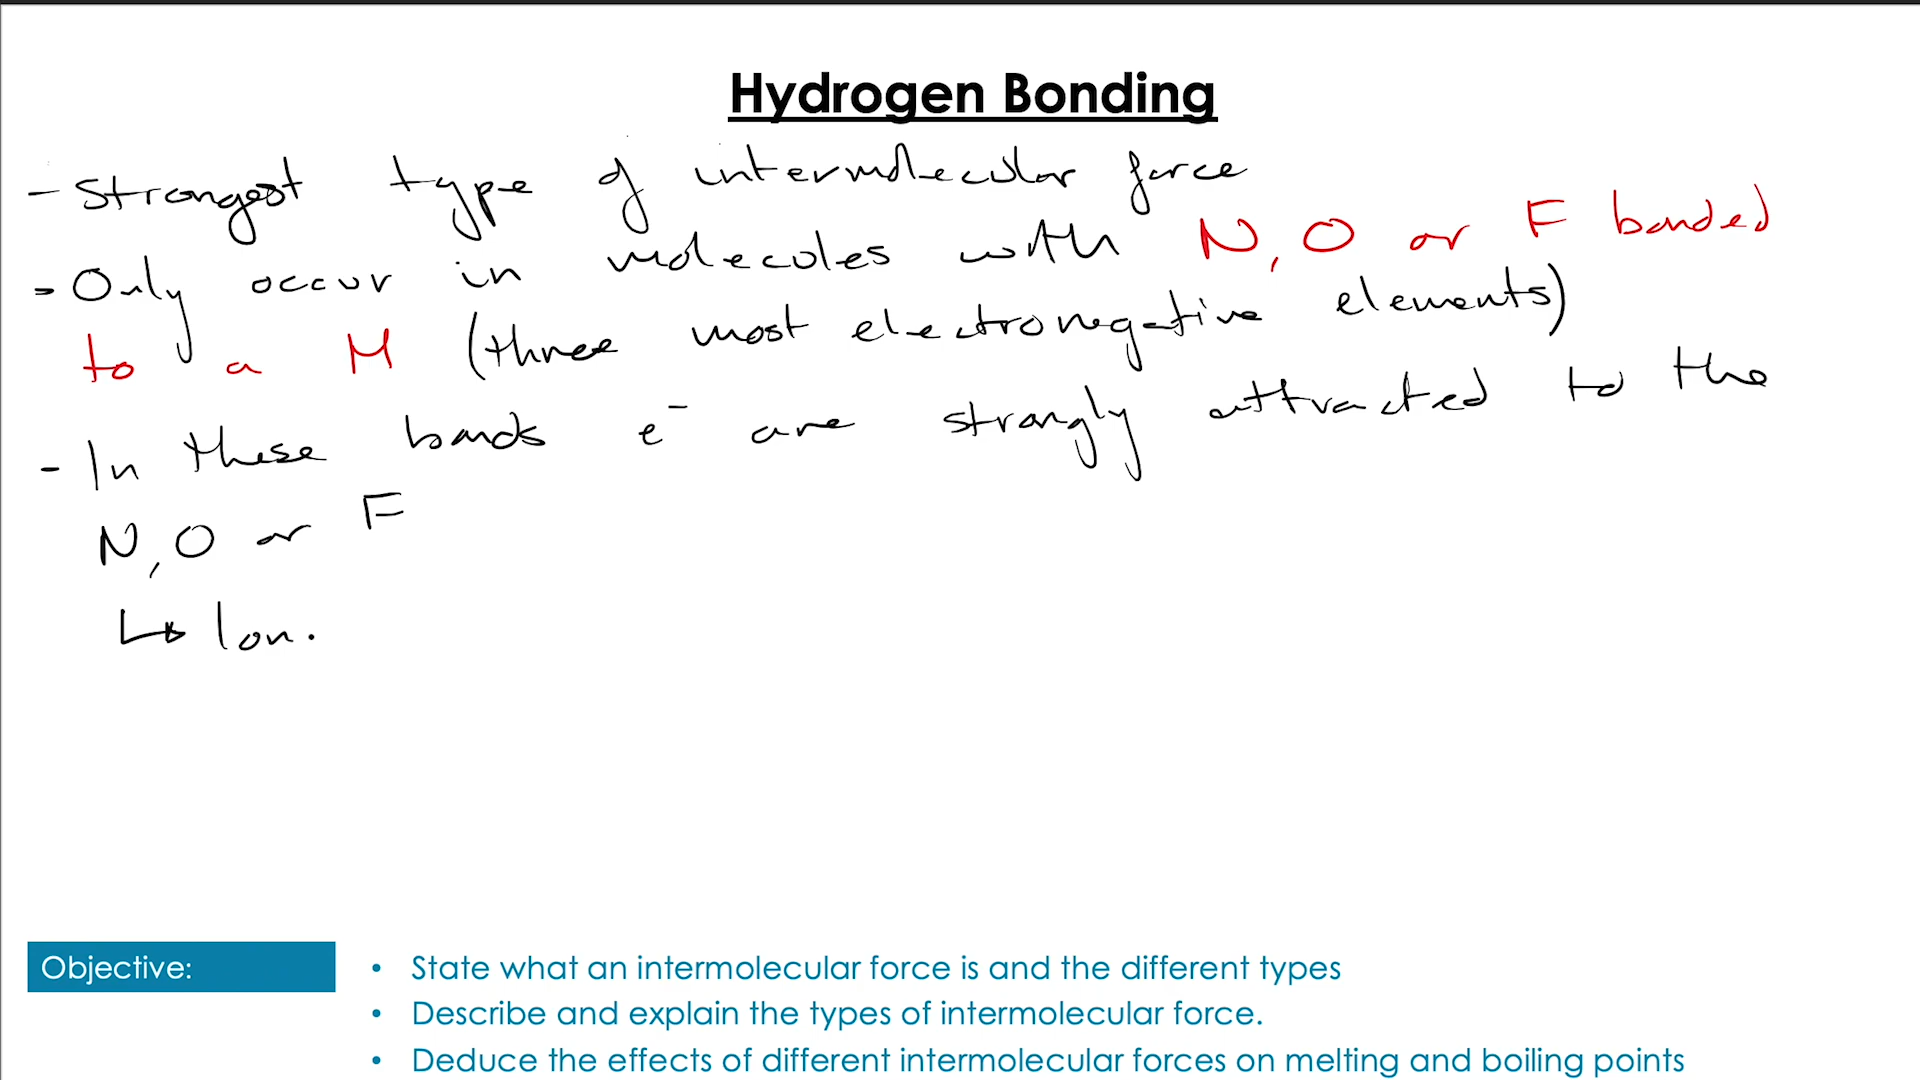 Hydrogen Bonding
- Strongest type of intermolecular force
- Only occur in molecules with N, O or F bonded
to a H (three most electronegative elements)
- In these bonds e⁻ are strongly attracted to the
N, O or F
↳ lon.
Objective:
• State what an intermolecular force is and the different types
• Describe and explain the types of intermolecular force.
• Deduce the effects of different intermolecular forces on melting and boiling points